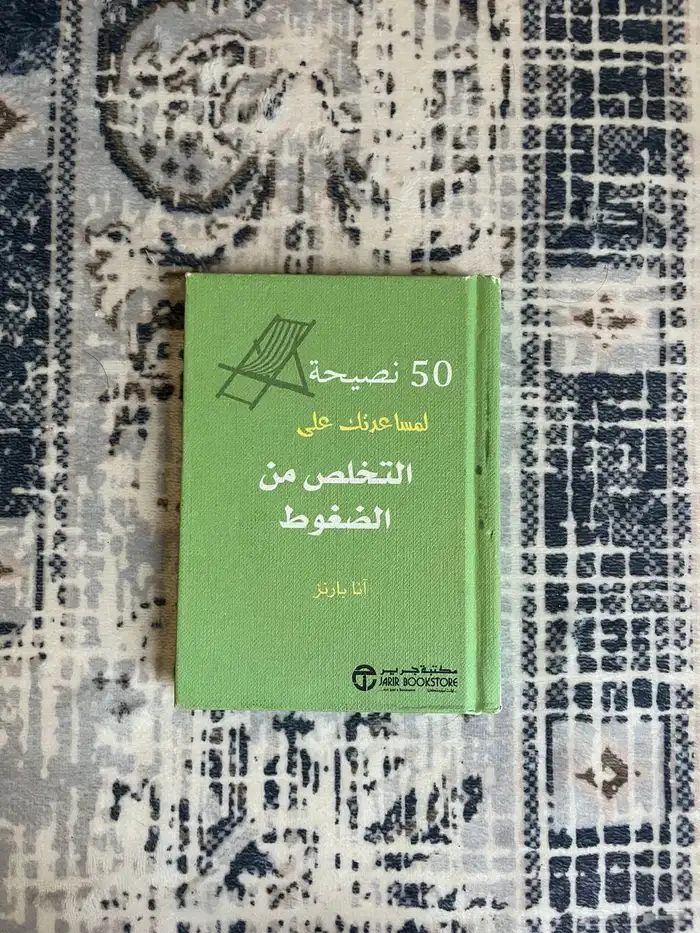 50 نصيحة
لمساعدتك على
التخلص من
الضغوط
آنا بارنز
مكتبة جرير
JARIR BOOKSTORE